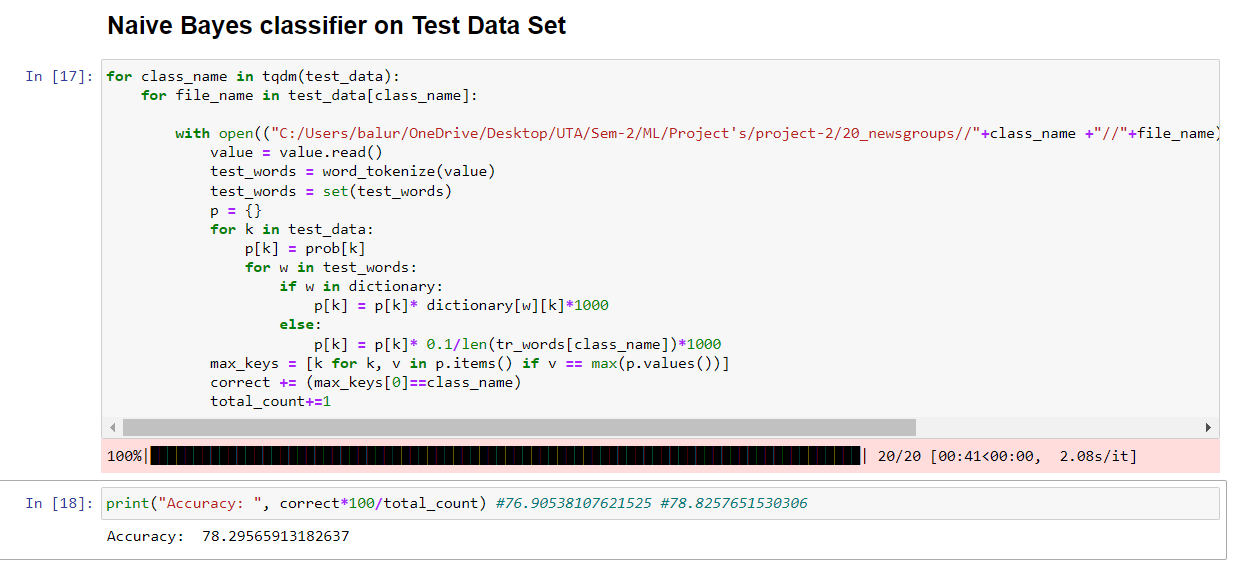 Naive Bayes classifier on Test Data Set
In [17]: for class_name in tqdm(test_data):
    for file_name in test_data[class_name]:
        with open(("C:/Users/balur/OneDrive/Desktop/UTA/Sem-2/ML/Project's/project-2/20_newsgroups//"+class_name +"//"+file_name)
            value = value.read()
            test_words = word_tokenize(value)
            test_words = set(test_words)
            p = {}
            for k in test_data:
                p[k] = prob[k]
                for w in test_words:
                    if w in dictionary:
                        p[k] = p[k]* dictionary[w][k]*1000
                    else:
                        p[k] = p[k]* 0.1/len(tr_words[class_name])*1000
            max_keys = [k for k, v in p.items() if v == max(p.values())]
            correct += (max_keys[0]==class_name)
            total_count+=1
100%| | 20/20 [00:41<00:00, 2.08s/it]
In [18]: print("Accuracy: ", correct*100/total_count) #76.90538107621525 #78.8257651530306
Accuracy:  78.29565913182637